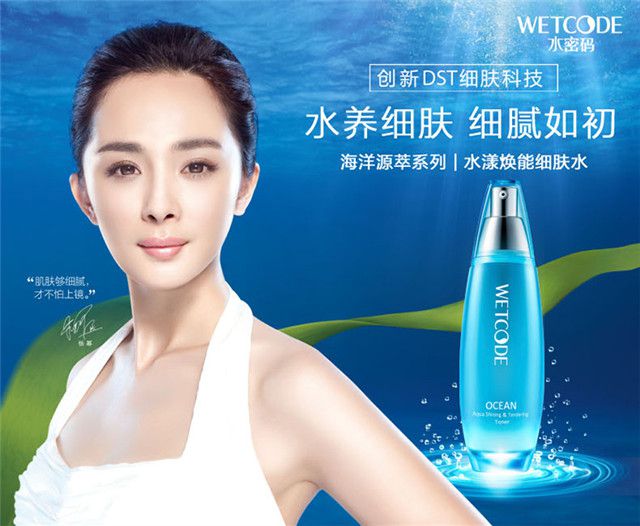 WETCODE
水密码
创新DST细肤科技
水养细肤 细腻如初
海洋源萃系列 | 水漾焕能细肤水
“肌肤够细腻,
才不怕上镜。”
WETCODE
OCEAN
Aqua Shining & Tendering
Toner